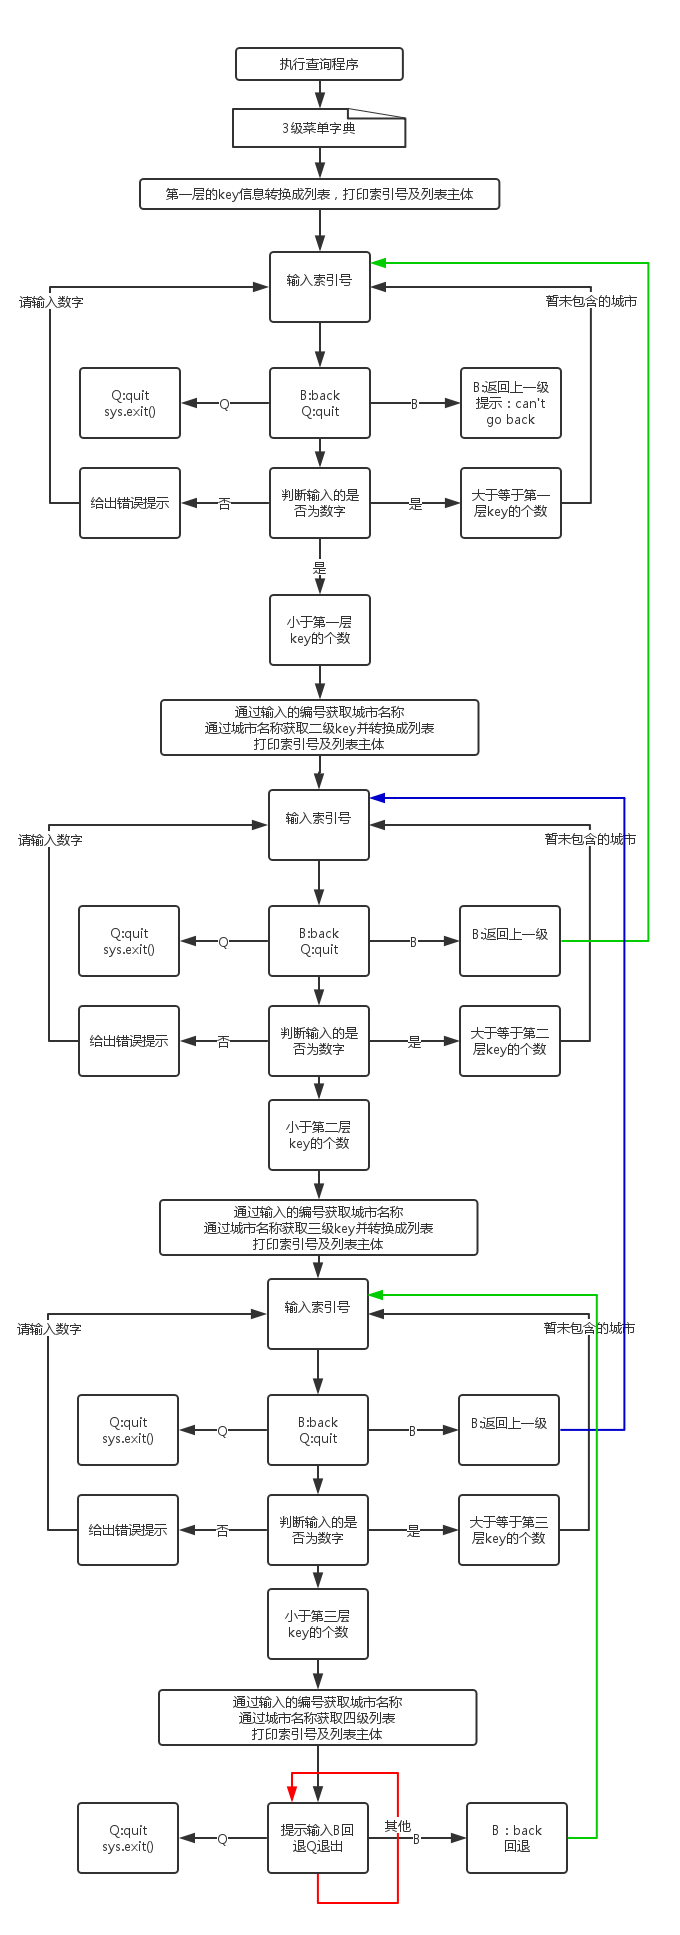 执行查询程序
3级菜单字典
第一层的key信息转换成列表，打印索引号及列表主体
输入索引号
请输入数字
暂未包含的城市
Q:quit
sys.exit()
Q
B:back
Q:quit
B
B:返回上一级
提示：can't
go back
给出错误提示
否
判断输入的是
否为数字
是
大于等于第一
层key的个数
是
小于第一层
key的个数
通过输入的编号获取城市名称
通过城市名称获取二级key并转换成列表
打印索引号及列表主体
输入索引号
请输入数字
暂未包含的城市
Q:quit
sys.exit()
Q
B:back
Q:quit
B
B:返回上一级
给出错误提示
否
判断输入的是
否为数字
是
大于等于第二
层key的个数
小于第二层
key的个数
通过输入的编号获取城市名称
通过城市名称获取三级key并转换成列表
打印索引号及列表主体
输入索引号
请输入数字
暂未包含的城市
Q:quit
sys.exit()
Q
B:back
Q:quit
B
B:返回上一级
给出错误提示
否
判断输入的是
否为数字
是
大于等于第三
层key的个数
小于第三层
key的个数
通过输入的编号获取城市名称
通过城市名称获取四级列表
打印索引号及列表主体
Q:quit
sys.exit()
Q
提示输入B回
退Q退出
其他
B
B：back
回退